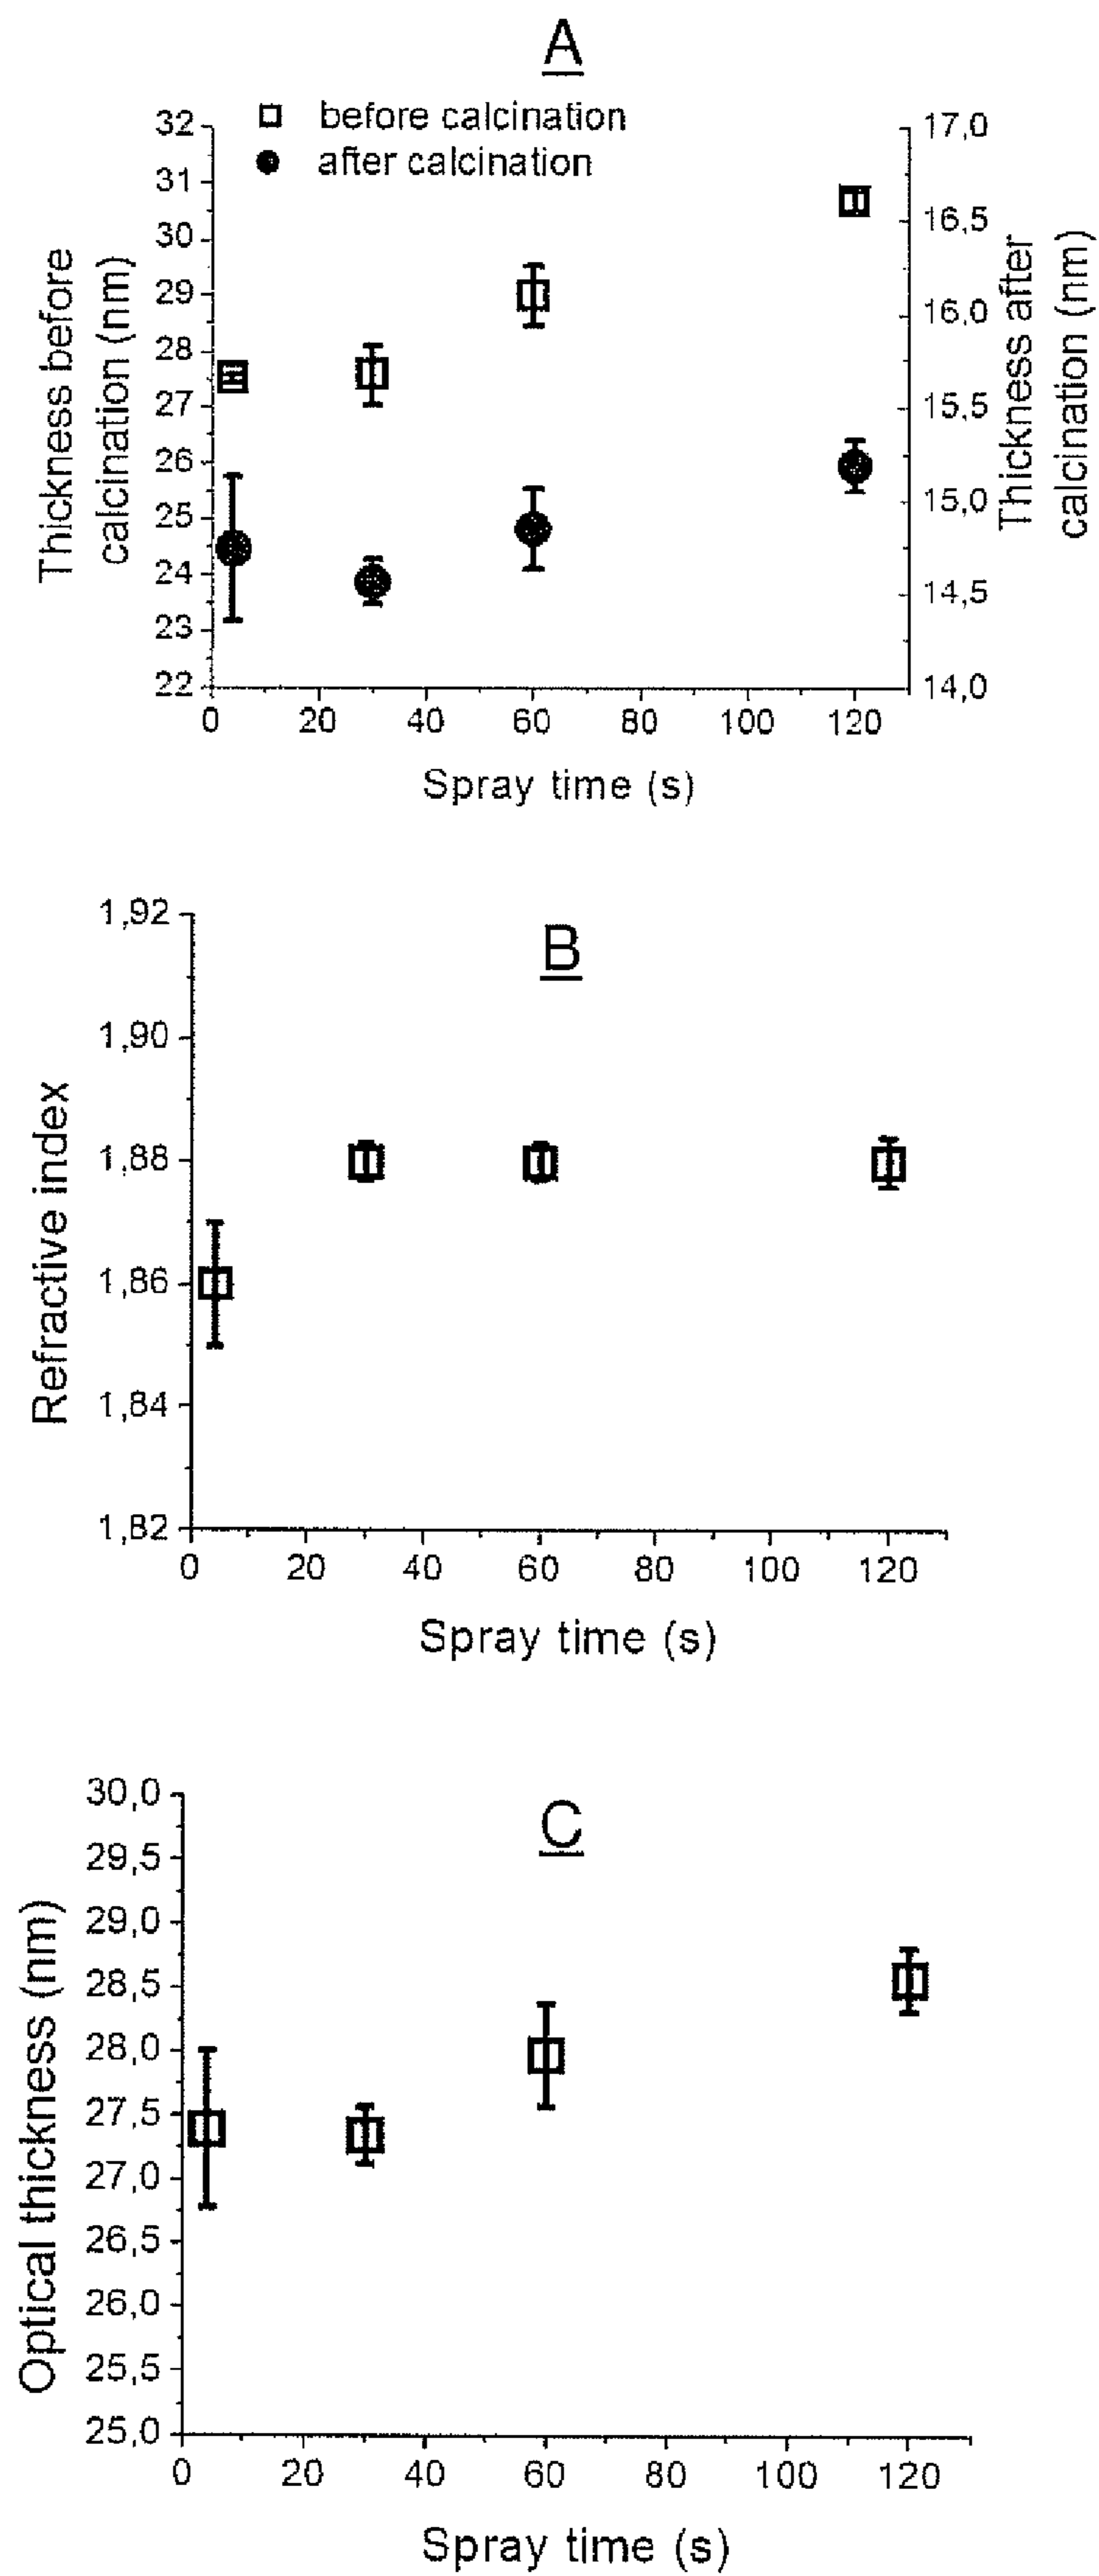 A
before calcination
after calcination
Thickness before
calcination (nm)
32
31
30
29
28
27
26
25
24
23
22
17,0
16,5
16,0
15,5
15,0
14,5
14,0
Thickness after
calcination (nm)
0 20 40 60 80 100 120
Spray time (s)
B
Refractive index
1,92
1,90
1,88
1,86
1,84
1,82
0 20 40 60 80 100 120
Spray time (s)
C
Optical thickness (nm)
30,0
29,5
29,0
28,5
28,0
27,5
27,0
26,5
26,0
25,5
25,0
0 20 40 60 80 100 120
Spray time (s)